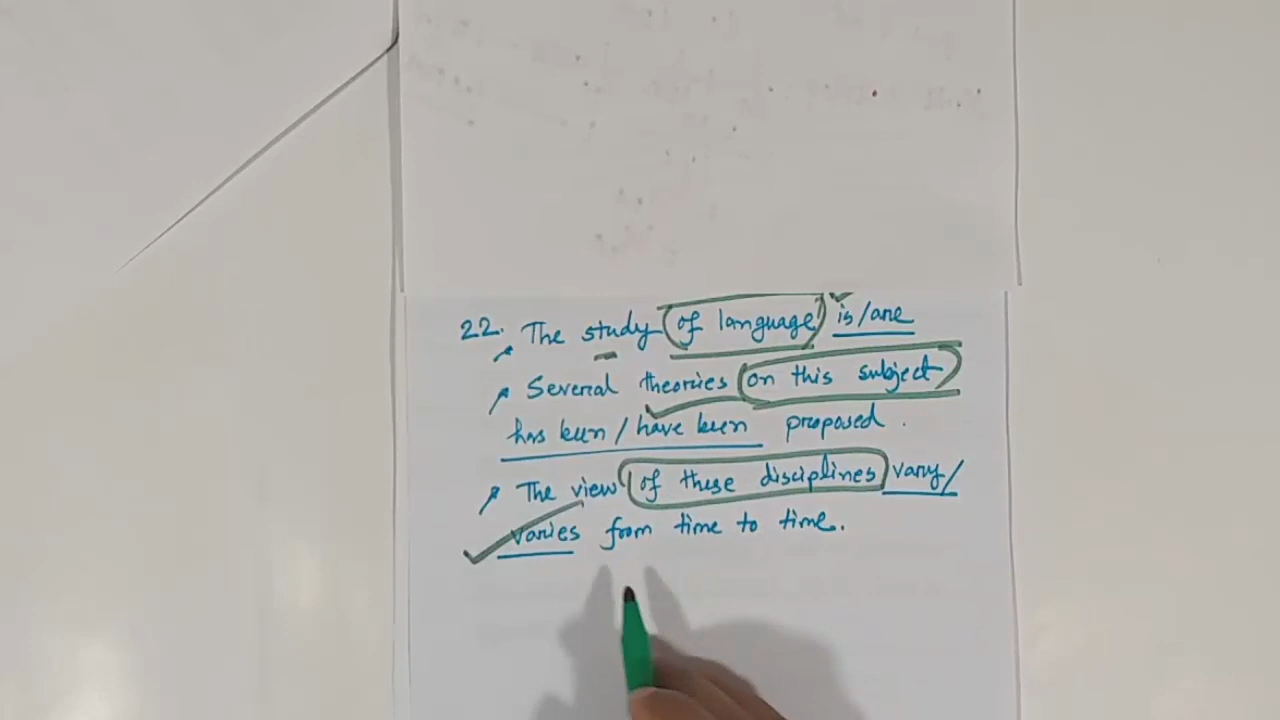 22. The study of language is/are
Several theories on this subject
has been / have been proposed.
The view of these disciplines vary/
varies from time to time.